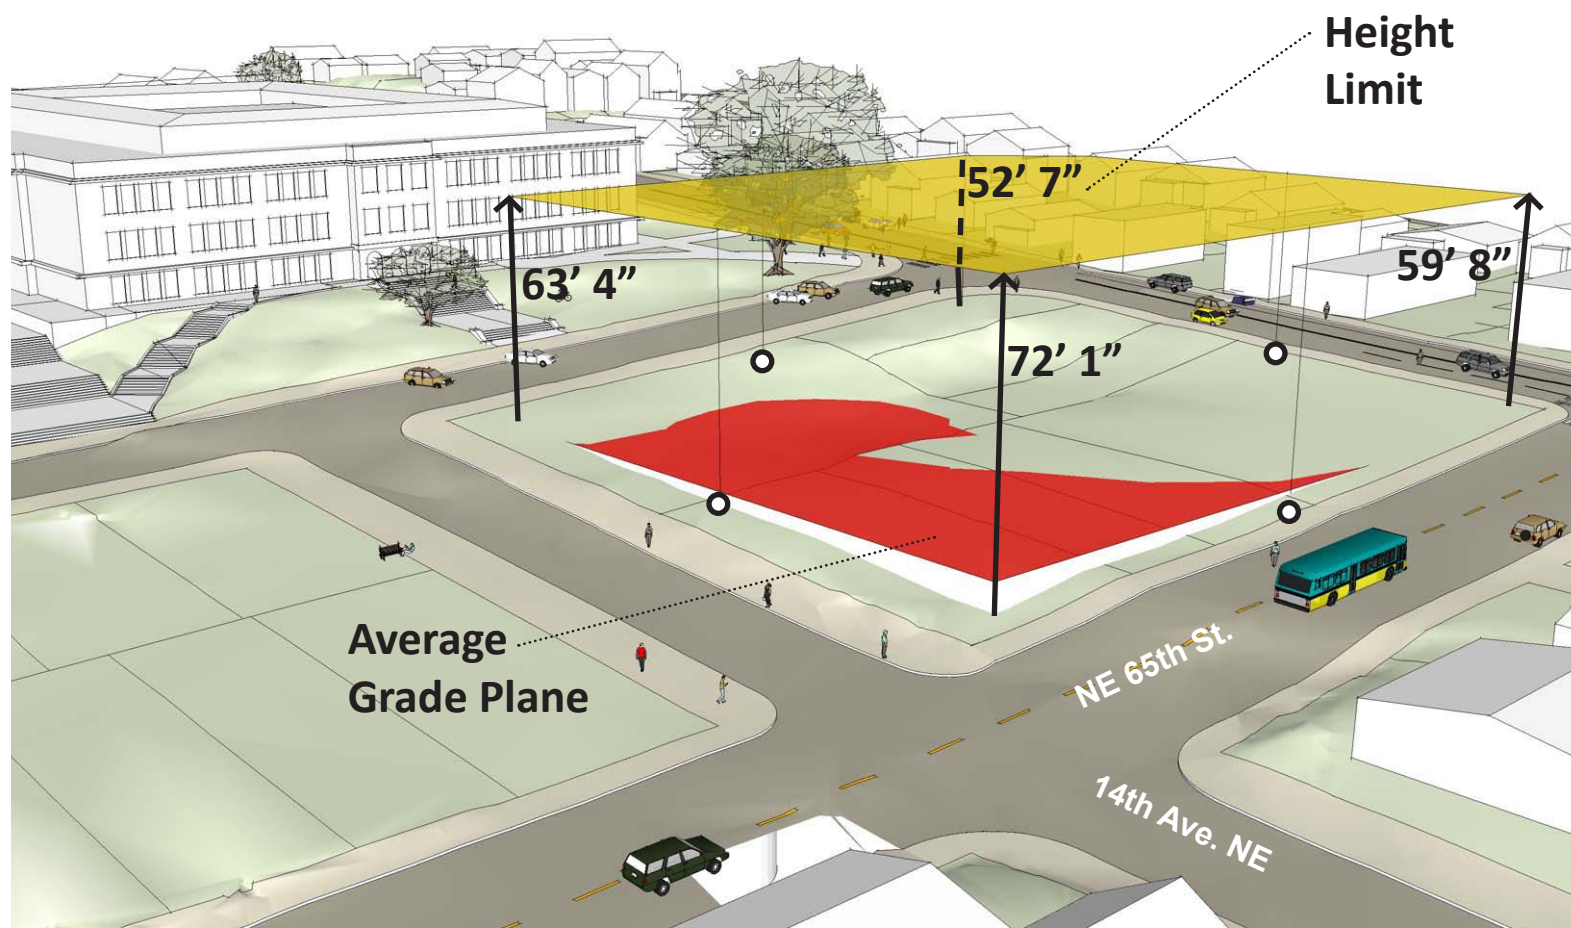 Height
Limit
52’ 7”
63’ 4”
59’ 8”
72’ 1”
Average
Grade Plane
NE 65th St.
14th Ave. NE